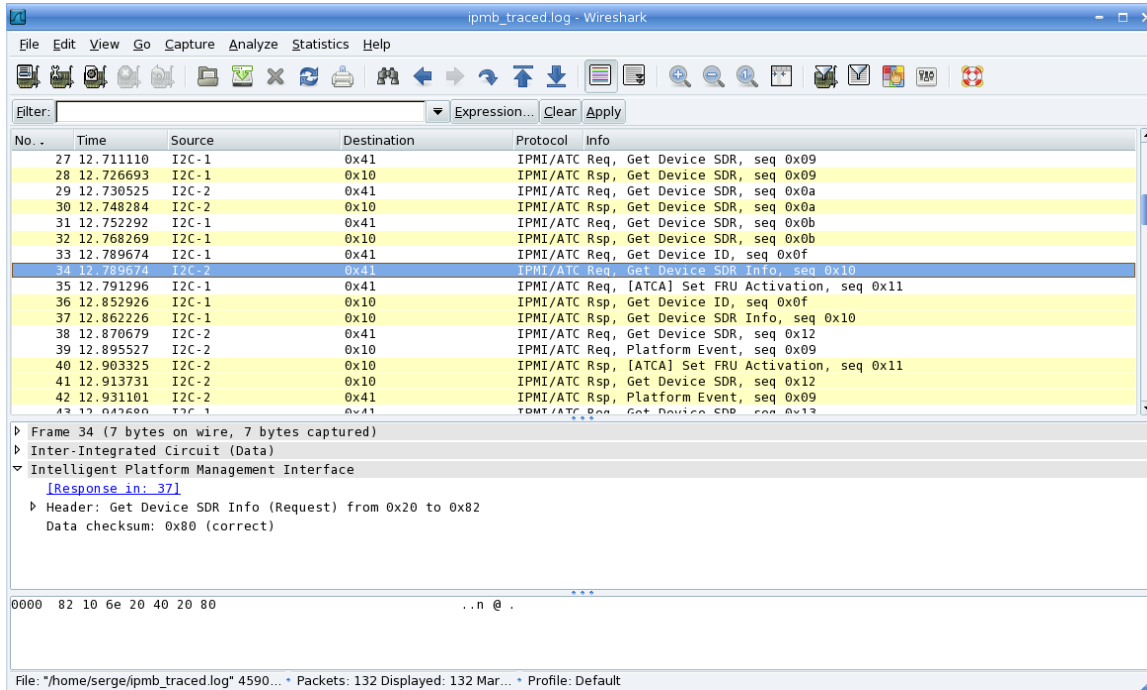 ipmb_traced.log - Wireshark
File Edit View Go Capture Analyze Statistics Help
Filter: Expression... Clear Apply
No. . Time Source Destination Protocol Info
27 12.711110 I2C-1 0x41 IPMI/ATC Req, Get Device SDR, seq 0x09
28 12.726693 I2C-1 0x10 IPMI/ATC Rsp, Get Device SDR, seq 0x09
29 12.730525 I2C-2 0x41 IPMI/ATC Req, Get Device SDR, seq 0x0a
30 12.748284 I2C-2 0x10 IPMI/ATC Rsp, Get Device SDR, seq 0x0a
31 12.752292 I2C-1 0x41 IPMI/ATC Req, Get Device SDR, seq 0x0b
32 12.768269 I2C-1 0x10 IPMI/ATC Rsp, Get Device SDR, seq 0x0b
33 12.789674 I2C-1 0x41 IPMI/ATC Req, Get Device ID, seq 0x0f
34 12.789674 I2C-2 0x41 IPMI/ATC Req, Get Device SDR Info, seq 0x10
35 12.791296 I2C-1 0x41 IPMI/ATC Req, [ATCA] Set FRU Activation, seq 0x11
36 12.852926 I2C-1 0x10 IPMI/ATC Rsp, Get Device ID, seq 0x0f
37 12.862226 I2C-1 0x10 IPMI/ATC Rsp, Get Device SDR Info, seq 0x10
38 12.870679 I2C-2 0x41 IPMI/ATC Req, Get Device SDR, seq 0x12
39 12.895527 I2C-2 0x10 IPMI/ATC Req, Platform Event, seq 0x09
40 12.903325 I2C-2 0x10 IPMI/ATC Rsp, [ATCA] Set FRU Activation, seq 0x11
41 12.913731 I2C-2 0x10 IPMI/ATC Rsp, Get Device SDR, seq 0x12
42 12.931101 I2C-2 0x10 IPMI/ATC Rsp, Platform Event, seq 0x09
43 12.942689 I2C-1 0x41 IPMI/ATC Req, Get Device SDR, seq 0x13
Frame 34 (7 bytes on wire, 7 bytes captured)
Inter-Integrated Circuit (Data)
Intelligent Platform Management Interface
[Response in: 37]
Header: Get Device SDR Info (Request) from 0x20 to 0x82
Data checksum: 0x80 (correct)
0000 82 10 6e 20 40 20 80 ..n @ .
File: "/home/serge/ipmb_traced.log" 4590... Packets: 132 Displayed: 132 Mar... Profile: Default